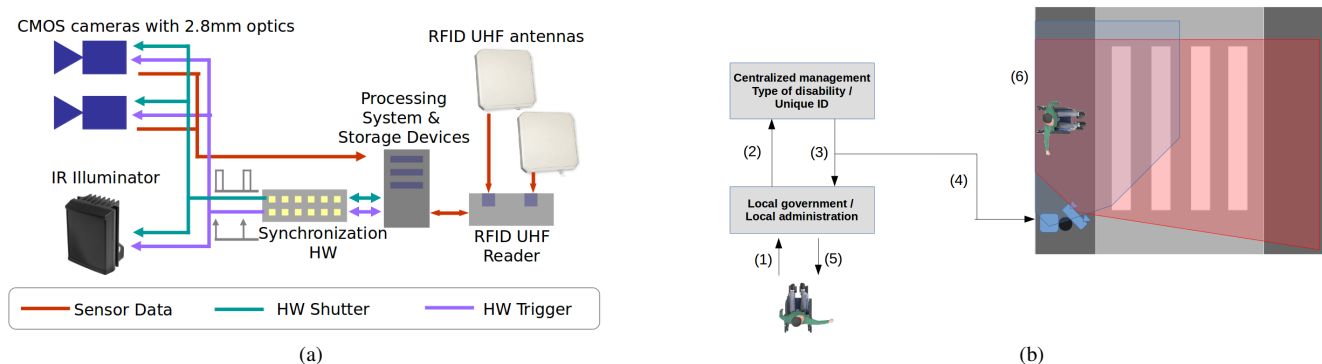 CMOS cameras with 2.8mm optics
RFID UHF antennas
Processing
System &
Storage Devices
IR Illuminator
Synchronization
HW
RFID UHF
Reader
Sensor Data
HW Shutter
HW Trigger
(a)
Centralized management
Type of disability /
Unique ID
(2)
(3)
(4)
Local government /
Local administration
(1)
(5)
(6)
(b)